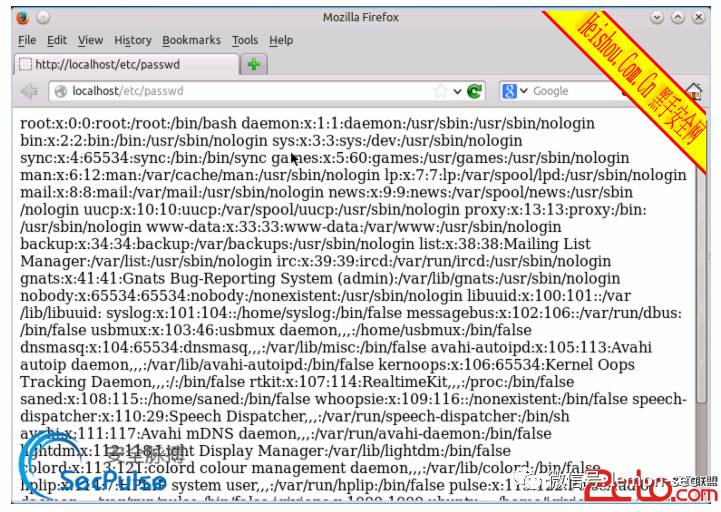 Mozilla Firefox
File Edit View History Bookmarks Tools Help
http://localhost/etc/passwd
localhost/etc/passwd
Google
Heishou.Com.Cn 黑手安全网
root:x:0:0:root:/root:/bin/bash daemon:x:1:1:daemon:/usr/sbin:/usr/sbin/nologin
bin:x:2:2:bin:/bin:/usr/sbin/nologin sys:x:3:3:sys:/dev:/usr/sbin/nologin
sync:x:4:65534:sync:/bin:/bin/sync games:x:5:60:games:/usr/games:/usr/sbin/nologin
man:x:6:12:man:/var/cache/man:/usr/sbin/nologin lp:x:7:7:lp:/var/spool/lpd:/usr/sbin/nologin
mail:x:8:8:mail:/var/mail:/usr/sbin/nologin news:x:9:9:news:/var/spool/news:/usr/sbin
/nologin uucp:x:10:10:uucp:/var/spool/uucp:/usr/sbin/nologin proxy:x:13:13:proxy:/bin:
/usr/sbin/nologin www-data:x:33:33:www-data:/var/www:/usr/sbin/nologin
backup:x:34:34:backup:/var/backups:/usr/sbin/nologin list:x:38:38:Mailing List
Manager:/var/list:/usr/sbin/nologin irc:x:39:39:ircd:/var/run/ircd:/usr/sbin/nologin
gnats:x:41:41:Gnats Bug-Reporting System (admin):/var/lib/gnats:/usr/sbin/nologin
nobody:x:65534:65534:nobody:/nonexistent:/usr/sbin/nologin libuuid:x:100:101::/var
/lib/libuuid: syslog:x:101:104::/home/syslog:/bin/false messagebus:x:102:106::/var/run/dbus:
/bin/false usbmux:x:103:46:usbmux daemon,,,:/home/usbmux:/bin/false
dnsmasq:x:104:65534:dnsmasq,,,:/var/lib/misc:/bin/false avahi-autoipd:x:105:113:Avahi
autoip daemon,,,:/var/lib/avahi-autoipd:/bin/false kernoops:x:106:65534:Kernel Oops
Tracking Daemon,,,:/:/bin/false rtkit:x:107:114:RealtimeKit,,,:/proc:/bin/false
saned:x:108:115::/home/saned:/bin/false whoopsie:x:109:116::/nonexistent:/bin/false speech-
dispatcher:x:110:29:Speech Dispatcher,,,:/var/run/speech-dispatcher:/bin/sh
avahi:x:111:117:Avahi mDNS daemon,,,:/var/run/avahi-daemon:/bin/false
lightdm:x:112:118:Light Display Manager:/var/lib/lightdm:/bin/false
colord:x:113:121:colord colour management daemon,,,:/var/lib/colord:/bin/false
system user,,,:/var/run/hplip:/bin/false
安全脉搏
SecPulse
微信号: lemon-sec
2cto.com